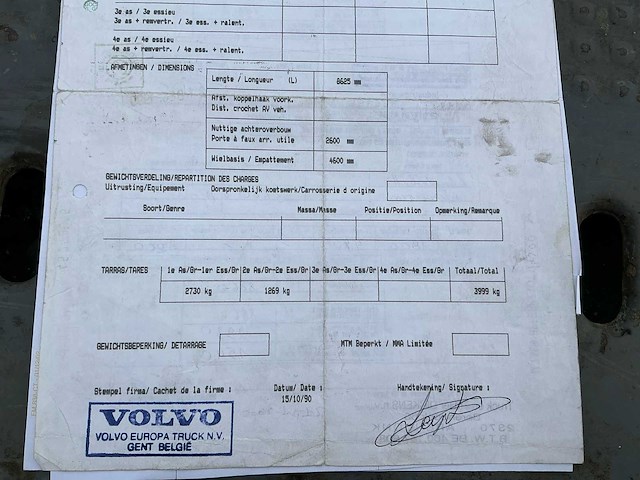 3e as / 3e essieu
3e as + remvertr. / 3e ess. + ralent.
4e as / 4e essieu
4e as + remvertr. / 4e ess. + ralent.
AFMETINGEN / DIMENSIONS
Lengte / Longueur (L) 8625 mm
Afst. koppelhaak voork.
Dist. crochet AV veh.
Nuttige achteroverbouw
Porte à faux arr. utile 2600 mm
Wielbasis / Empattement 4600 mm
GEWICHTSVERDELING/REPARTITION DES CHARGES
Uitrusting/Equipement Oorspronkelijk koetswerk/Carrosserie d origine
Soort/Genre Massa/Masse Positie/Position Opmerking/Remarque
TARRAS/TARES 1e As/Gr-1er Ess/Gr 2e As/Gr-2e Ess/Gr 3e As/Gr-3e Ess/Gr 4e As/Gr-4e Ess/Gr Totaal/Total
2730 kg 1269 kg 3999 kg
GEWICHTSBEPERKING/ DETARRAGE MTM Beperkt / MMA Limitée
Stempel firma/ Cachet de la firme : Datum/ Date : Handtekening/ Signature :
15/10/90
VOLVO
VOLVO EUROPA TRUCK N.V.
GENT BELGIË